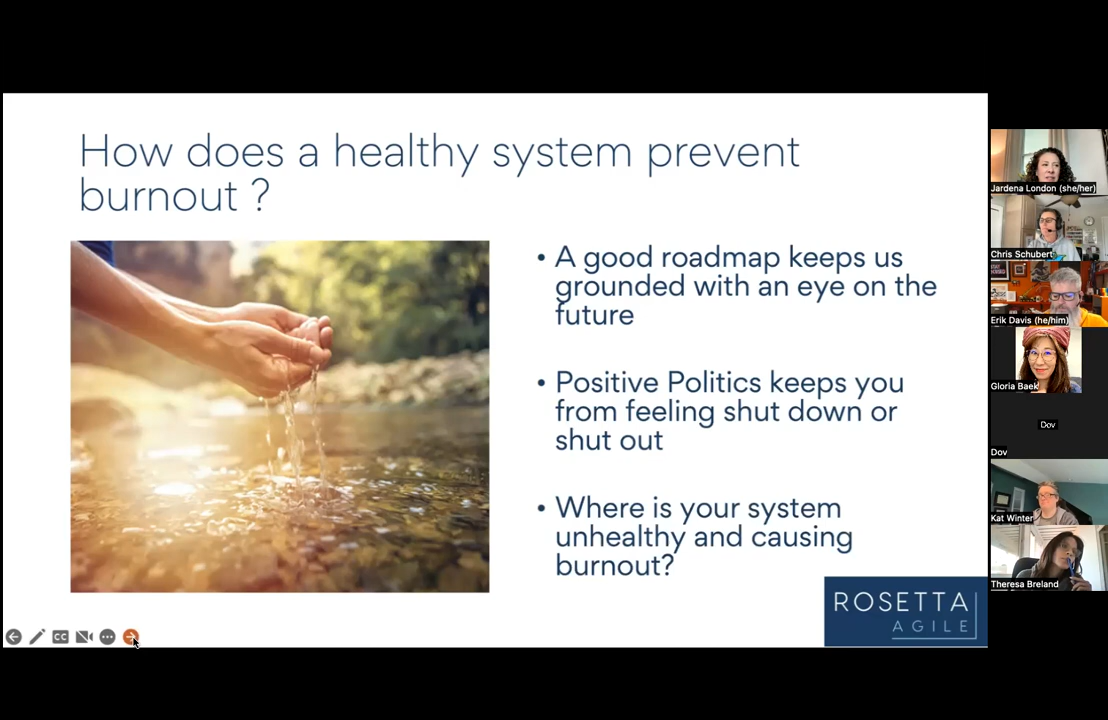 How does a healthy system prevent
burnout ?
• A good roadmap keeps us
grounded with an eye on the
future
• Positive Politics keeps you
from feeling shut down or
shut out
• Where is your system
unhealthy and causing
burnout?
ROSETTA
AGILE
CC
Jardena London (she/her)
Chris Schubert
Erik Davis (he/him)
Gloria Baek
Dov
Dov
Kat Winter
Theresa Breland